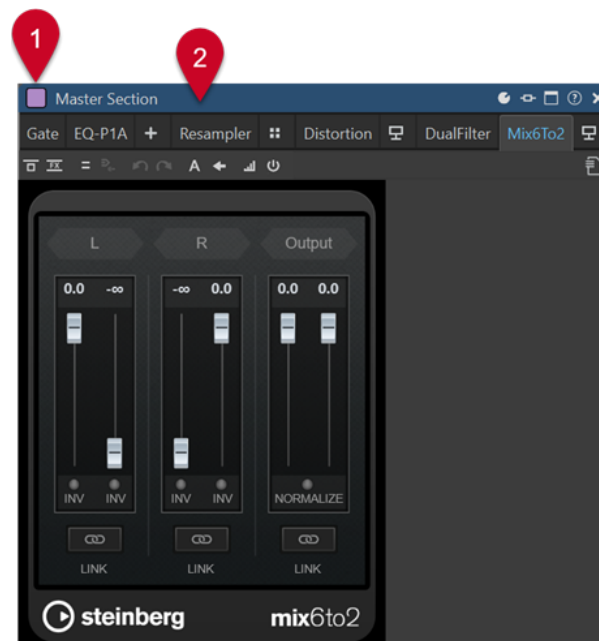 1
2
Master Section
Gate EQ-P1A + Resampler Distortion DualFilter Mix6To2
FX A
L R Output
0.0 -∞ -∞ 0.0 0.0 0.0
INV INV INV INV NORMALIZE
LINK LINK LINK
steinberg mix6to2